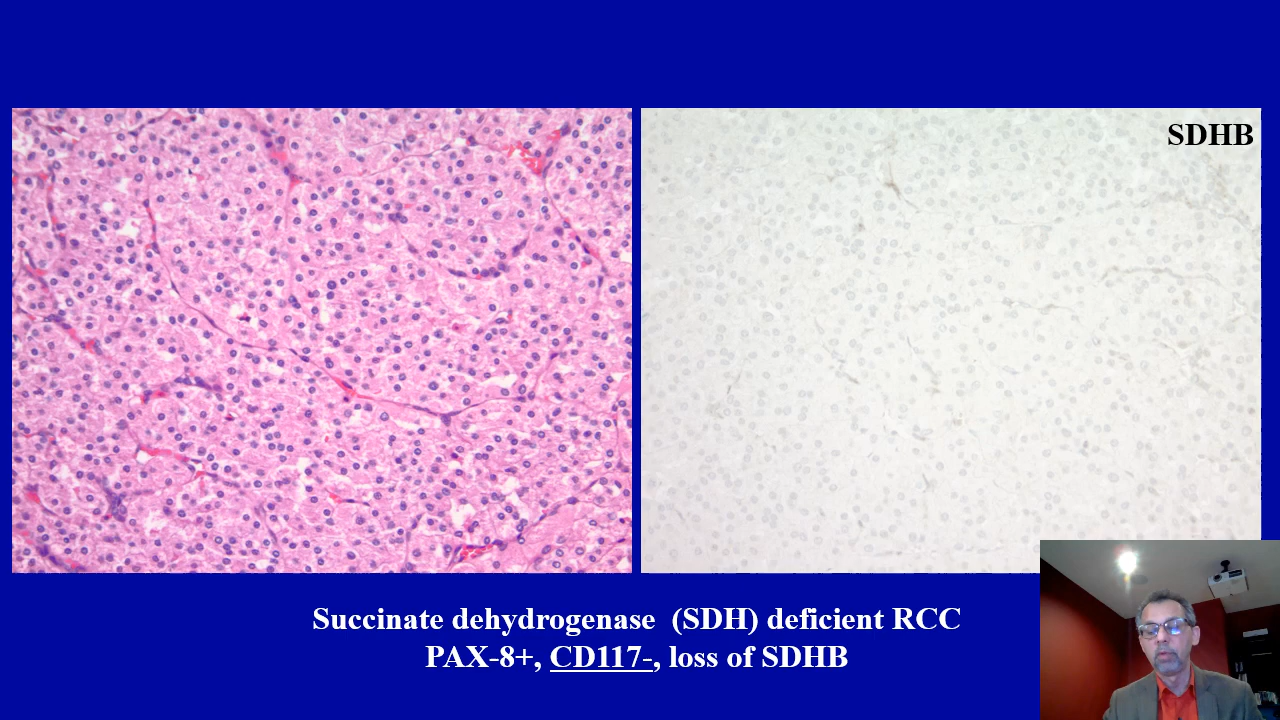 SDHB
Succinate dehydrogenase (SDH) deficient RCC
PAX-8+, CD117-, loss of SDHB